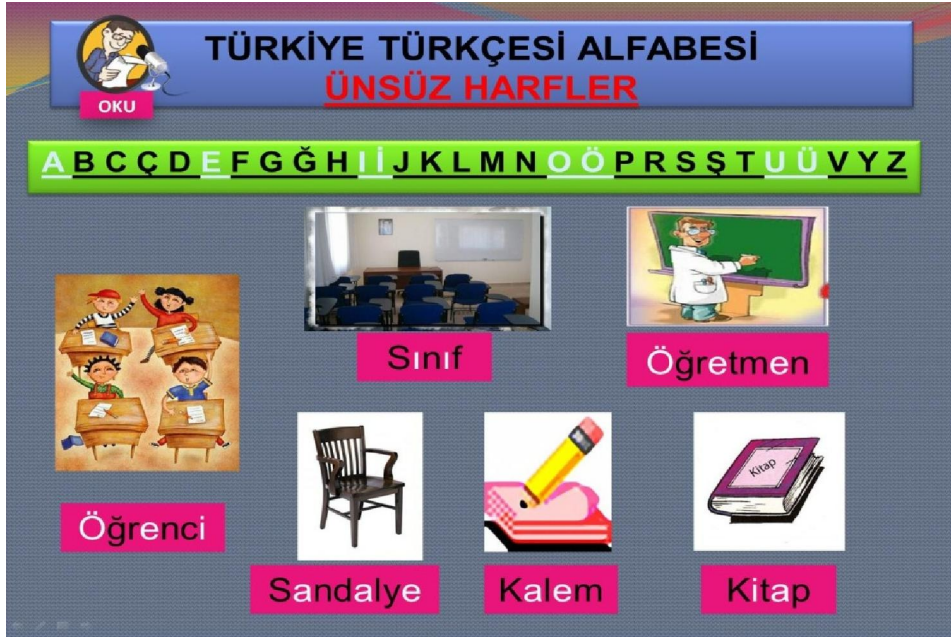 TÜRKİYE TÜRKÇESİ ALFABESİ
ÜNSÜZ HARFLER
OKU
A B C Ç D E F G Ğ H I İ J K L M N O Ö P R S Ş T U Ü V Y Z
Sınıf
Öğretmen
Öğrenci
Kitap
Sandalye
Kalem
Kitap